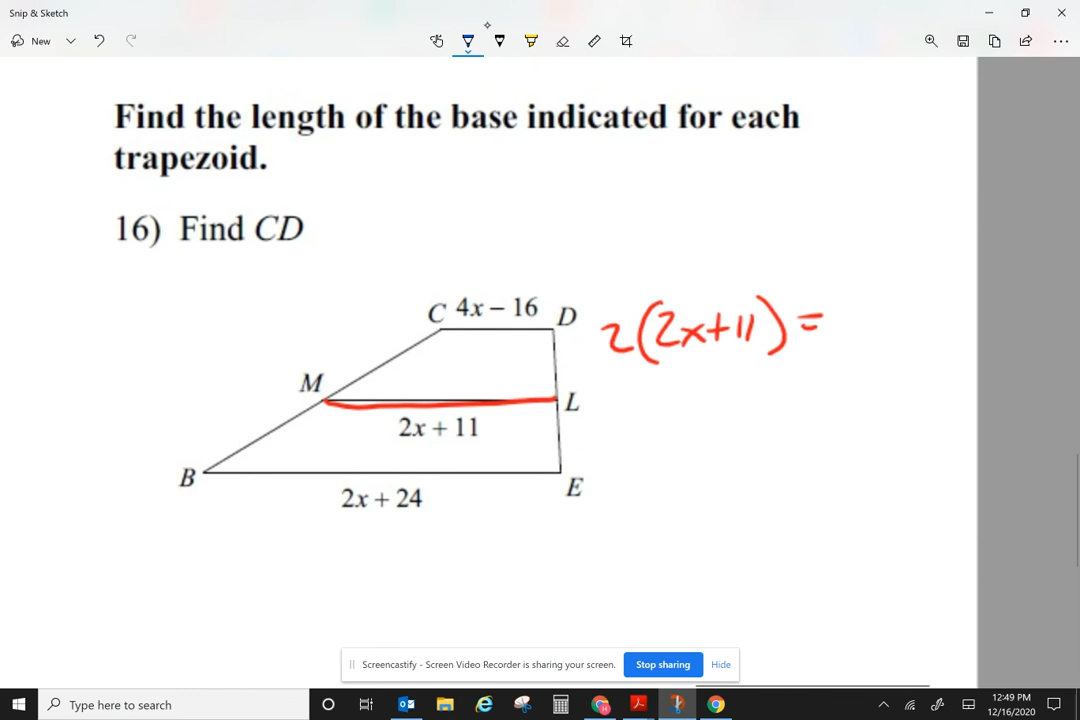 Snip & Sketch
New
Find the length of the base indicated for each
trapezoid.
16) Find CD
C 4x − 16 D
2(2x+11)=
M
L
2x + 11
B
E
2x + 24
Screencastify - Screen Video Recorder is sharing your screen.
Stop sharing
Hide
Type here to search
12:49 PM
12/16/2020